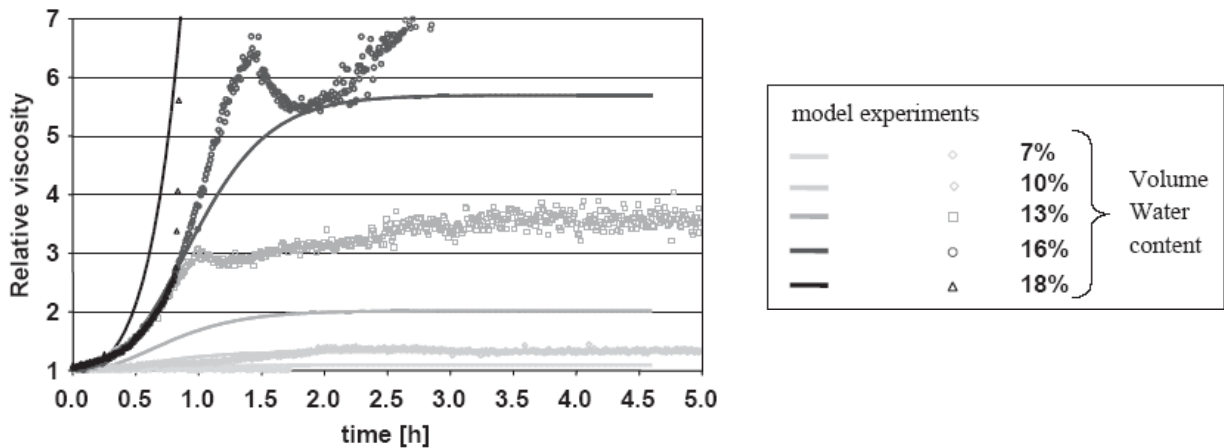 7
6
5
4
3
2
1
Relative viscosity
0.0 0.5 1.0 1.5 2.0 2.5 3.0 3.5 4.0 4.5 5.0
time [h]
model experiments
7%
10%
13%
16%
18%
Volume
Water
content